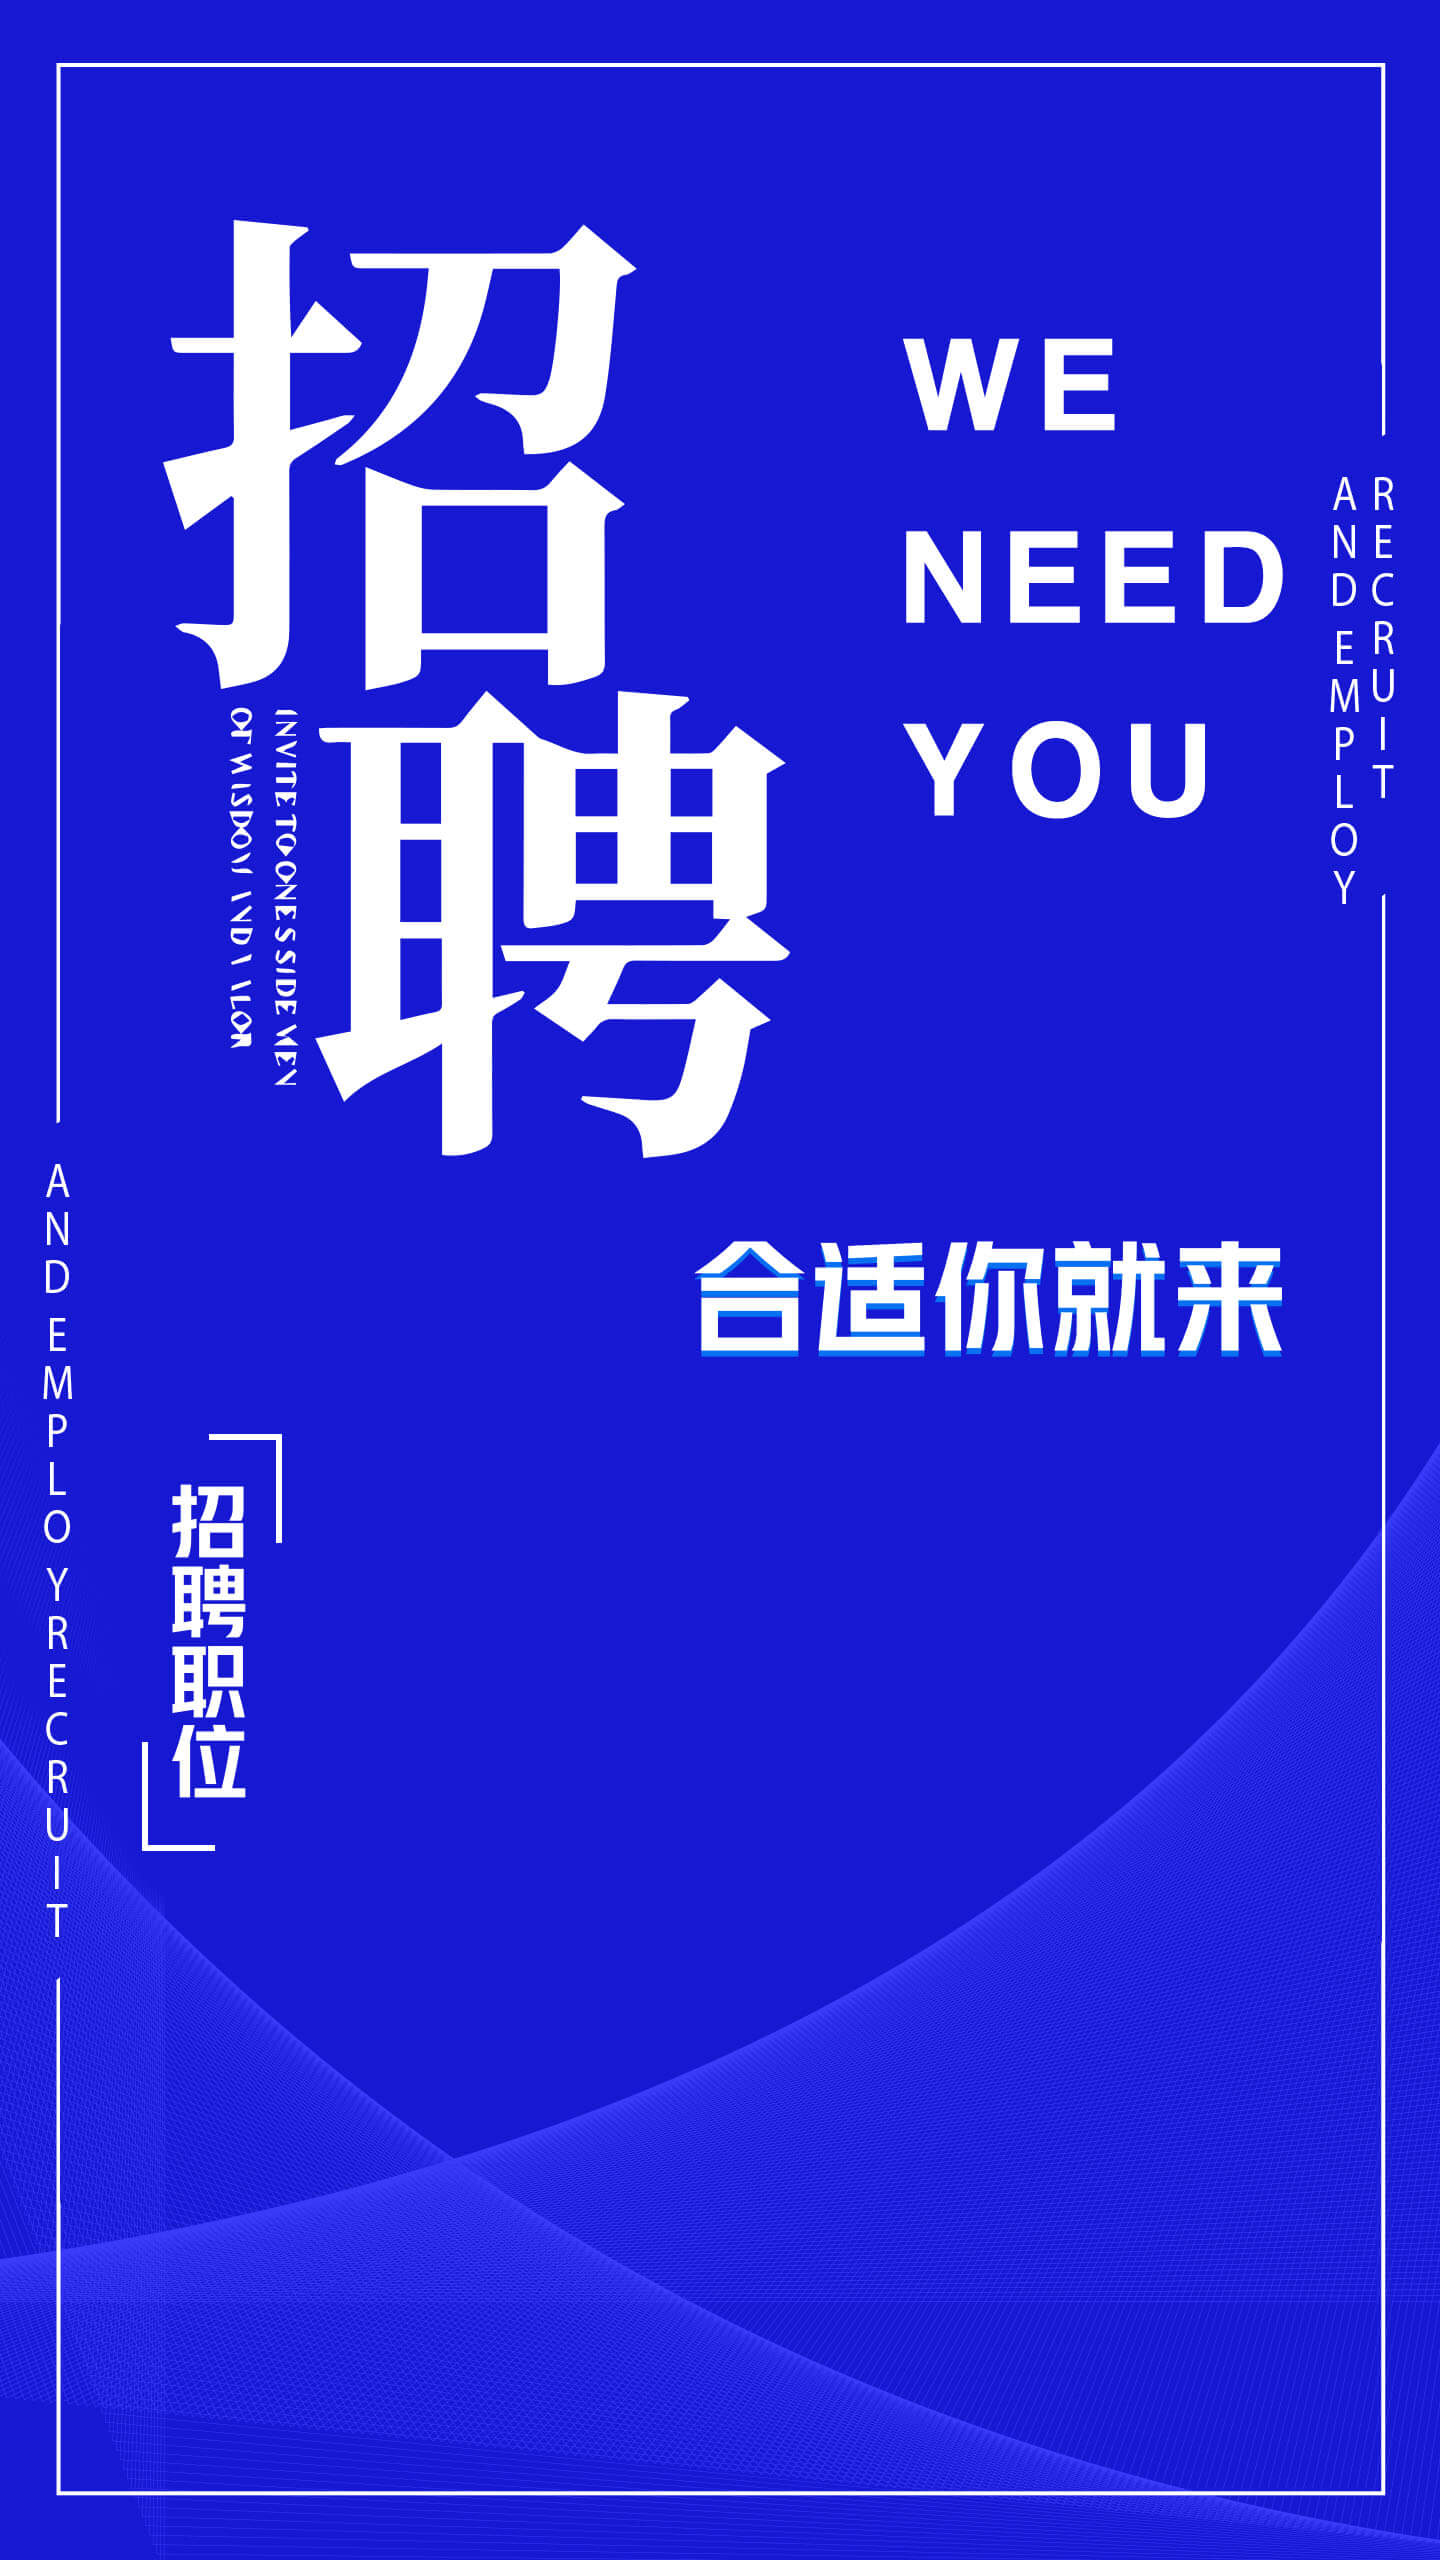 招聘
WE
NEED
YOU
RECRUIT
AND EMPLOY
INVITE TO ONE'S SIDE MEN
OF WISDOM AND VALOR
合适你就来
招聘职位
AND EMPLOY RECRUIT